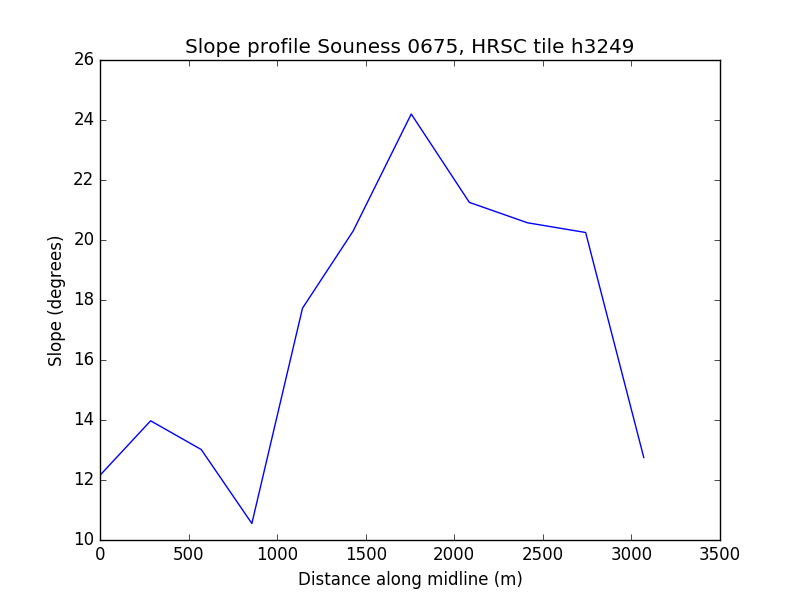 Slope profile Souness 0675, HRSC tile h3249
26
24
22
20
18
16
14
12
10
Slope (degrees)
0 500 1000 1500 2000 2500 3000 3500
Distance along midline (m)